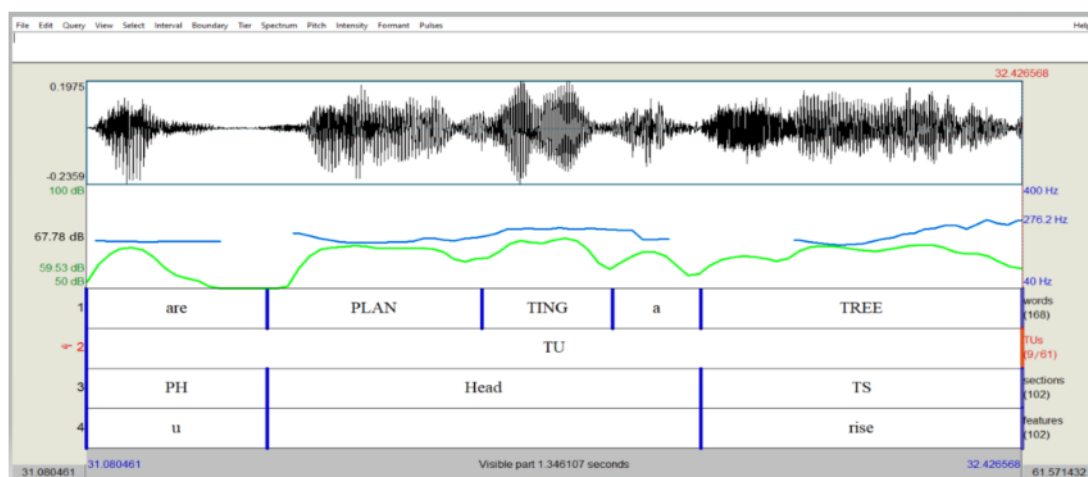 File Edit Query View Select Interval Boundary Tier Spectrum Pitch Intensity Formant Pulses Help
32.426568
0.1975
-0.2359
100 dB 400 Hz
276.2 Hz
67.78 dB
59.53 dB
50 dB 40 Hz
1 are PLAN TING a TREE words (168)
2 TU TUs (9/61)
3 PH Head TS sections (102)
4 u rise features (102)
31.080461 Visible part 1.346107 seconds 32.426568
31.080461 61.571432